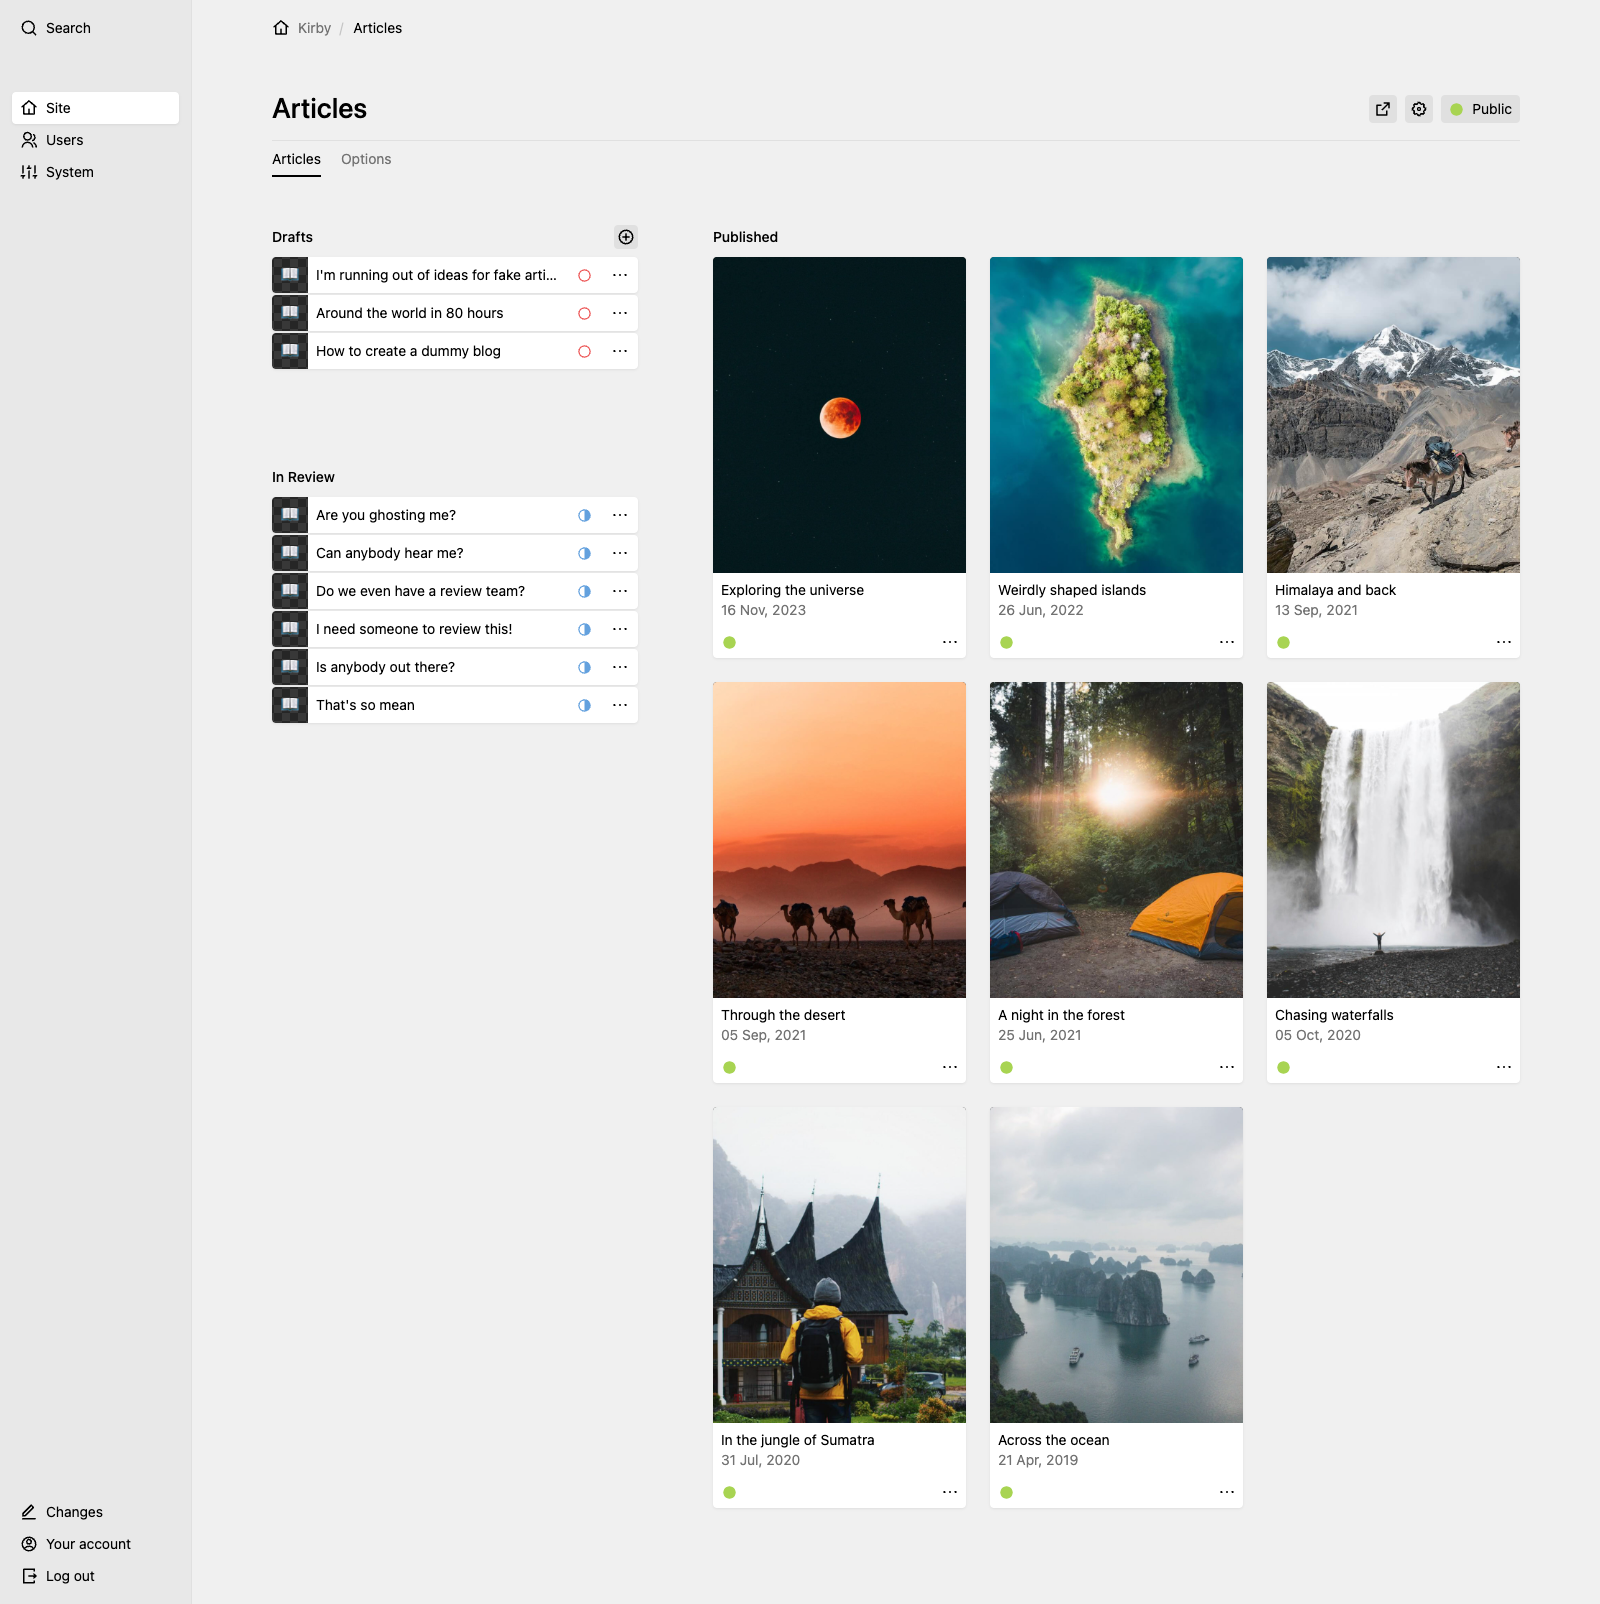 Search
Site
Users
System
Changes
Your account
Log out
Kirby / Articles
Articles
Public
Articles
Options
Drafts
I'm running out of ideas for fake arti...
Around the world in 80 hours
How to create a dummy blog
In Review
Are you ghosting me?
Can anybody hear me?
Do we even have a review team?
I need someone to review this!
Is anybody out there?
That's so mean
Published
Exploring the universe
16 Nov, 2023
Weirdly shaped islands
26 Jun, 2022
Himalaya and back
13 Sep, 2021
Through the desert
05 Sep, 2021
A night in the forest
25 Jun, 2021
Chasing waterfalls
05 Oct, 2020
In the jungle of Sumatra
31 Jul, 2020
Across the ocean
21 Apr, 2019